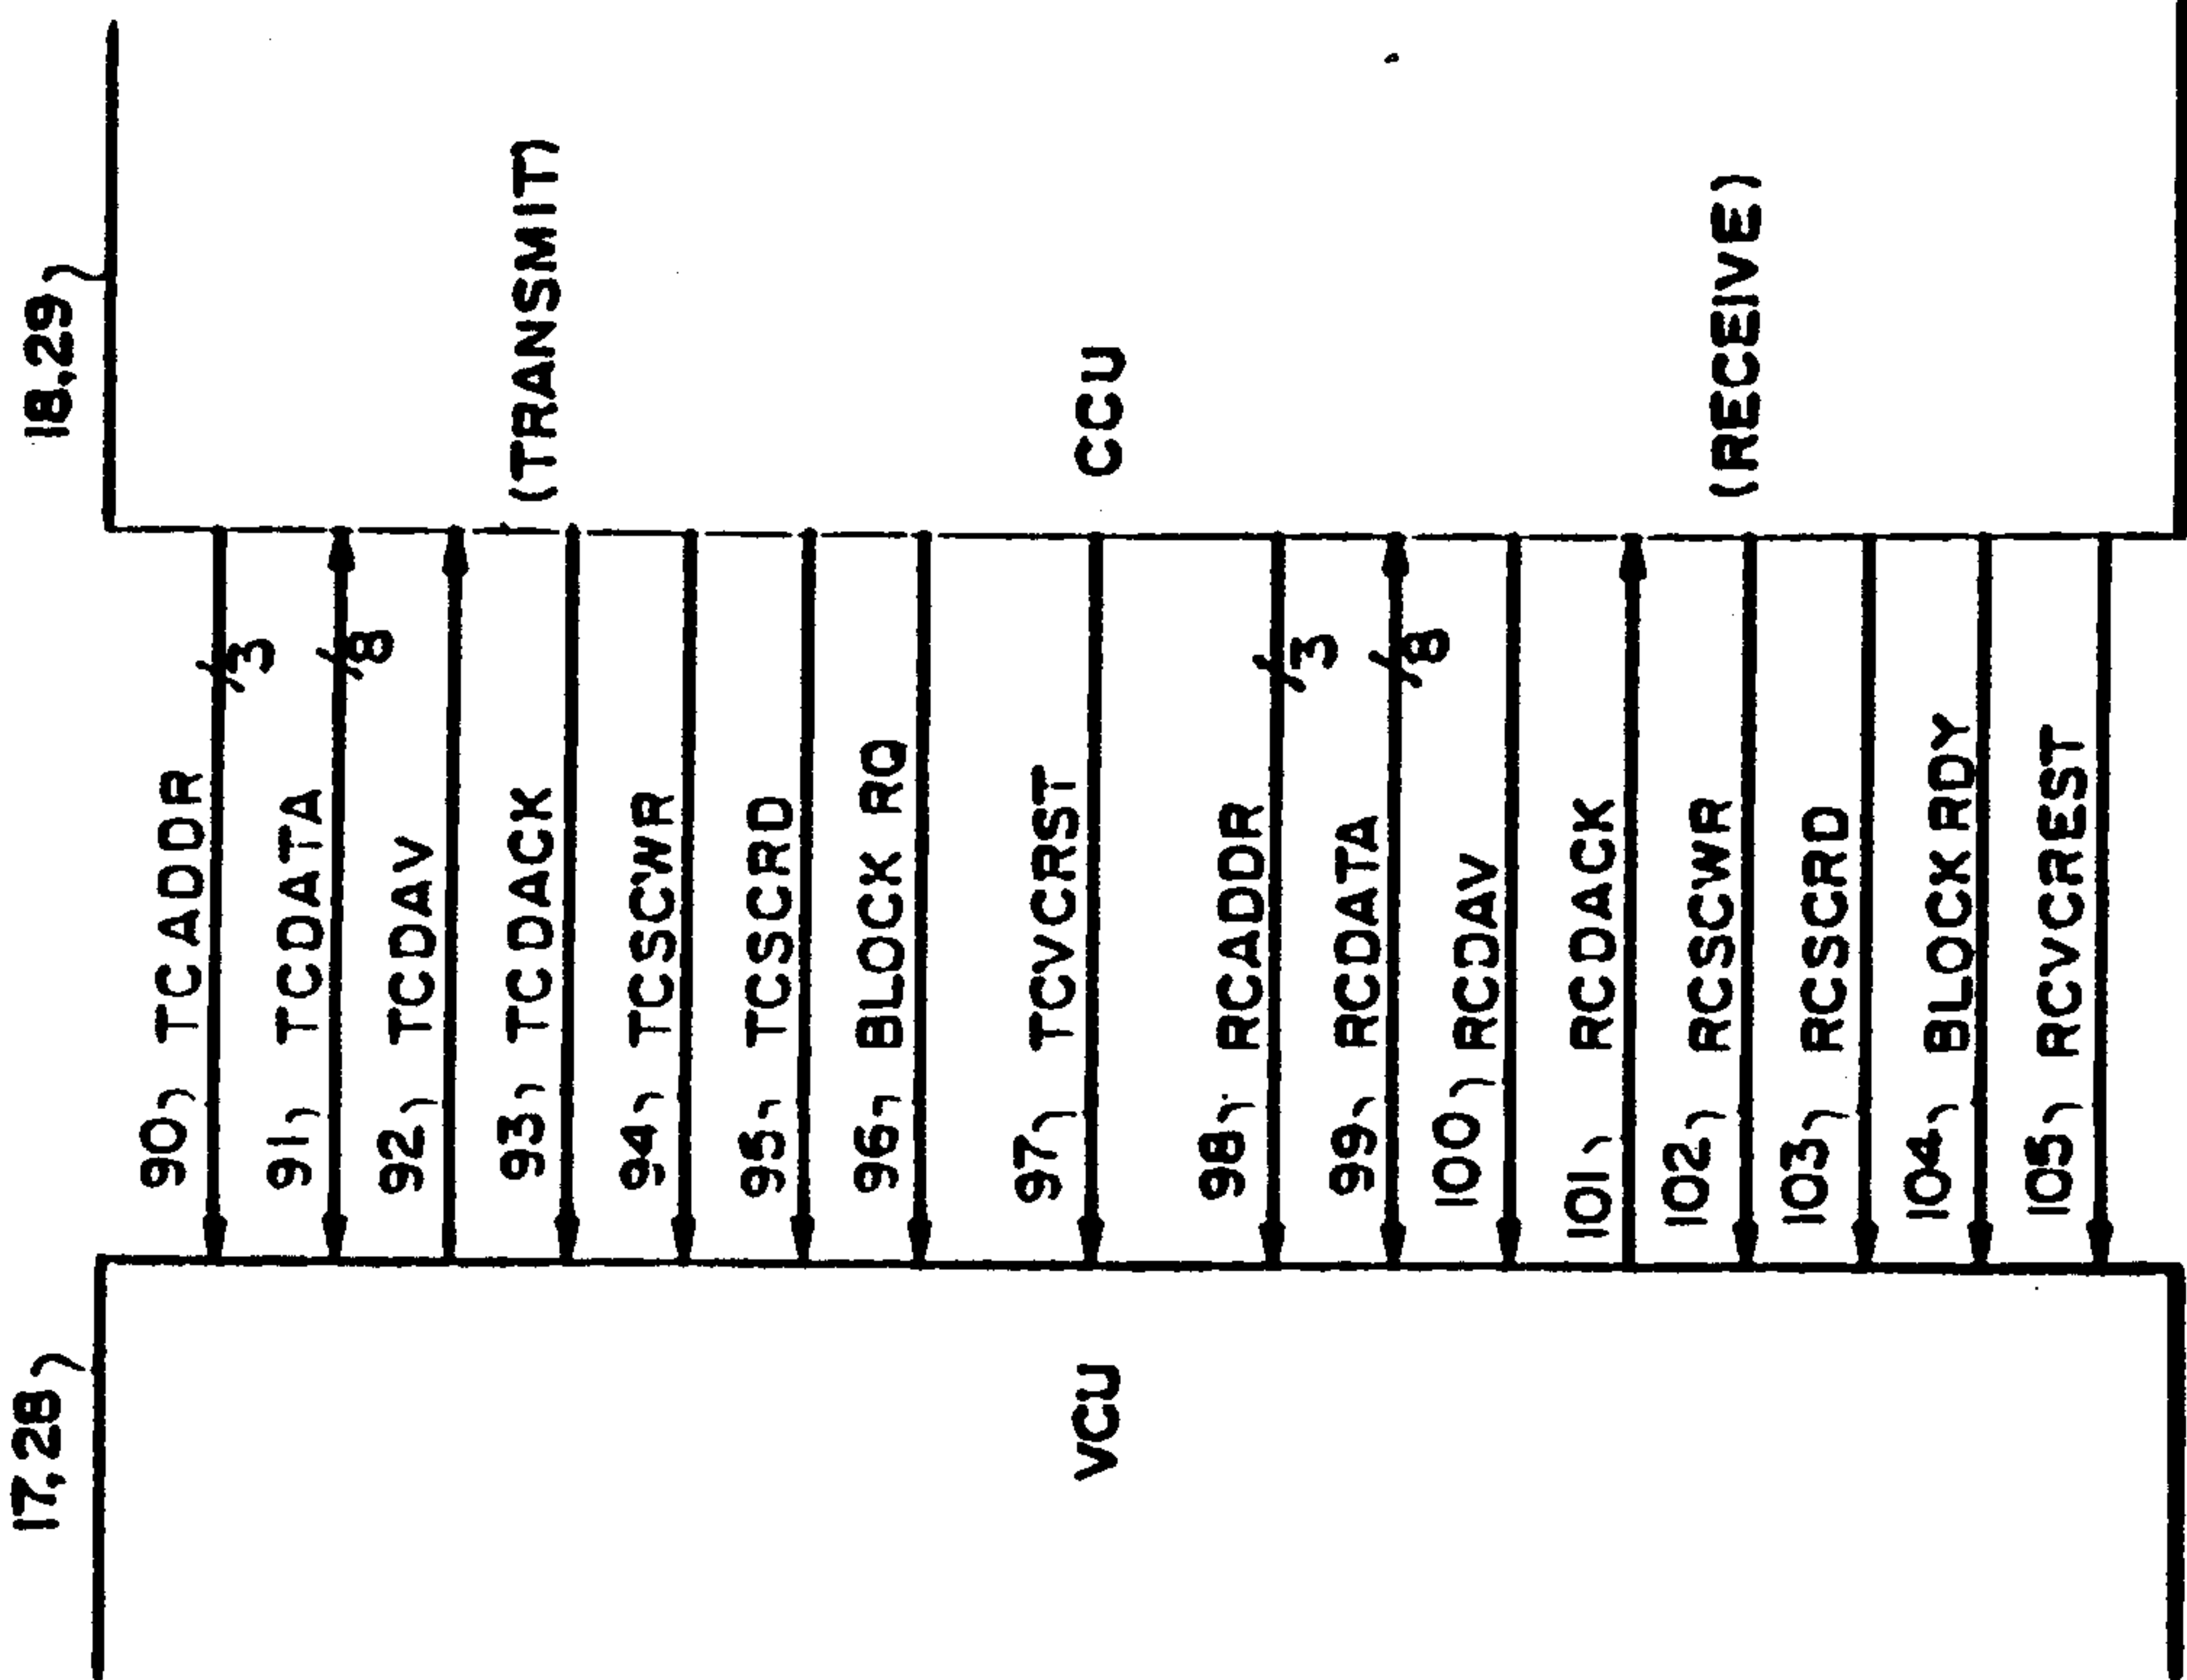 17,28
18,29
VCU
CCU
(TRANSMIT)
(RECEIVE)
90 TCADDR 3
91 TCDATA 8
92 TCDAV
93 TCDACK
94 TCSCWR
95 TCSCRD
96 BLOCK RQ
97 TCVCRST
98 RCADDR 3
99 RCDATA 8
100 RCDAV
101 RCDACK
102 RCSCWR
103 RCSCRD
104 BLOCK RDY
105 RCVCREST